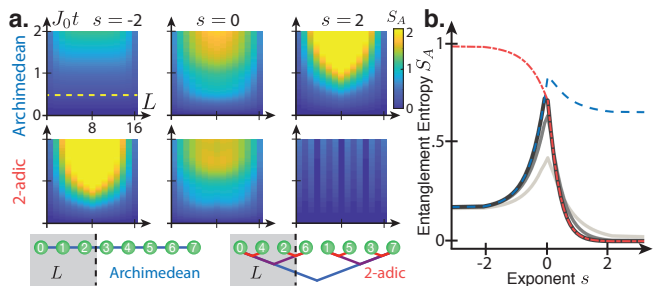 a.
J₀t s = -2 s = 0 s = 2 S_A
Archimedean
2
1
0
L
8 16
2
1
0
2-adic
0 1 2 3 4 5 6 7
L Archimedean
0 4 2 6 1 5 3 7
L 2-adic
b.
Entanglement Entropy S_A
1
.5
0
-2 0 2
Exponent s